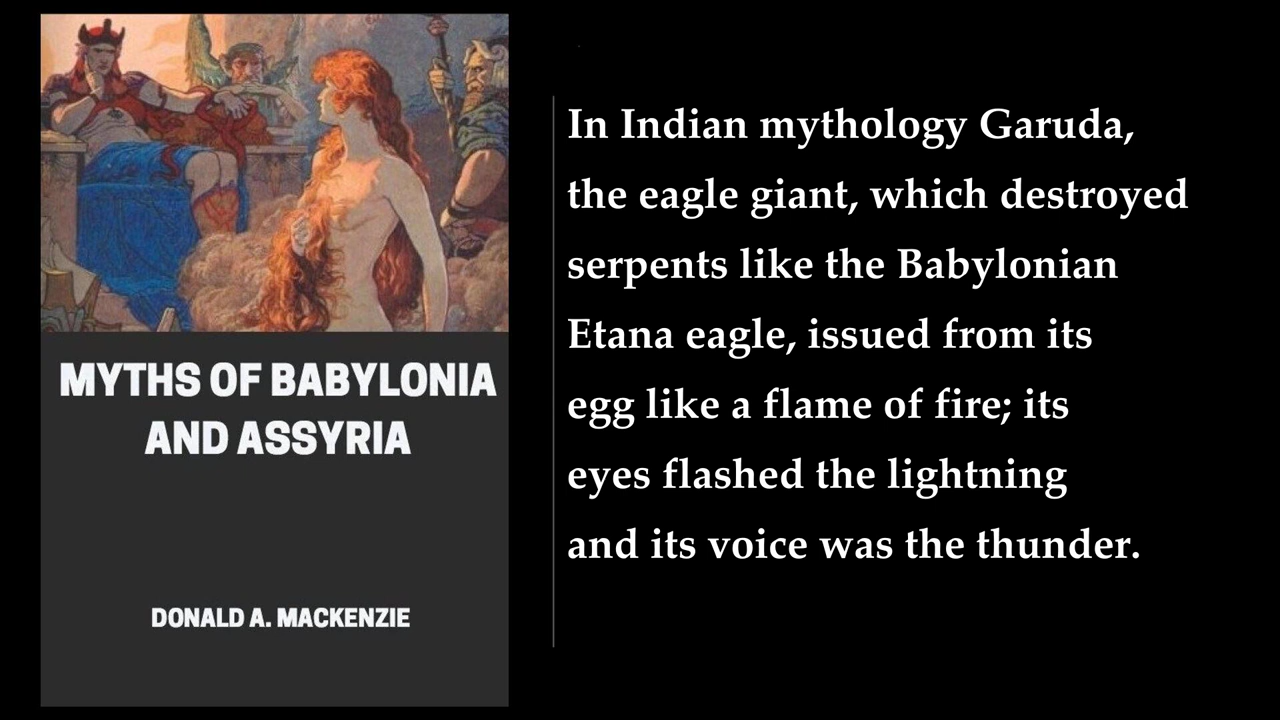 MYTHS OF BABYLONIA
AND ASSYRIA
DONALD A. MACKENZIE
In Indian mythology Garuda,
the eagle giant, which destroyed
serpents like the Babylonian
Etana eagle, issued from its
egg like a flame of fire; its
eyes flashed the lightning
and its voice was the thunder.